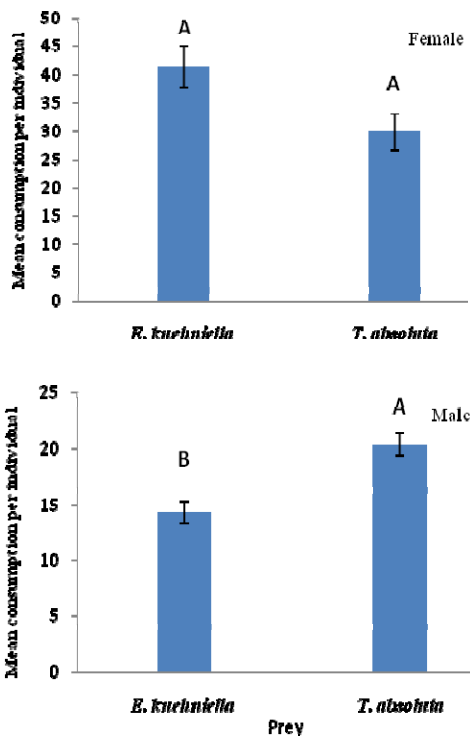 Mean consumption per individual
50
45
40
35
30
25
20
15
10
5
0
A
A
Female
E. kuehniella
T. absoluta
Mean consumption per individual
25
20
15
10
5
0
B
A
Male
E. kuehniella
T. absoluta
Prey